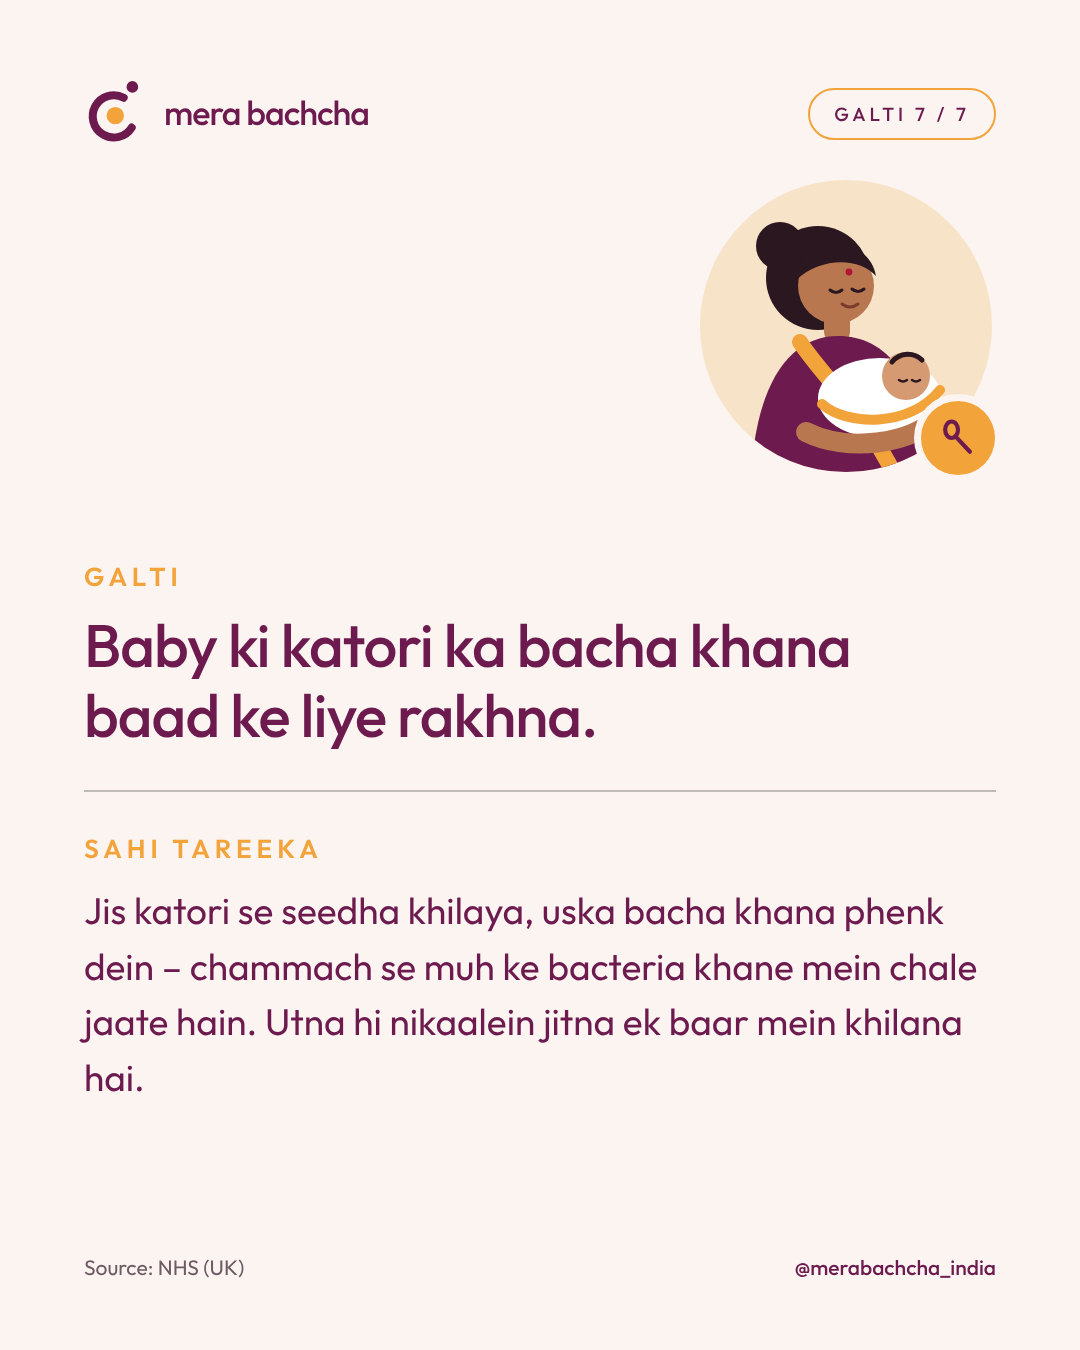 mera bachcha
GALTI 7 / 7
GALTI
Baby ki katori ka bacha khana
baad ke liye rakhna.
SAHI TAREEKA
Jis katori se seedha khilaya, uska bacha khana phenk
dein – chammach se muh ke bacteria khane mein chale
jaate hain. Utna hi nikaalein jitna ek baar mein khilana
hai.
Source: NHS (UK)
@merabachcha_india